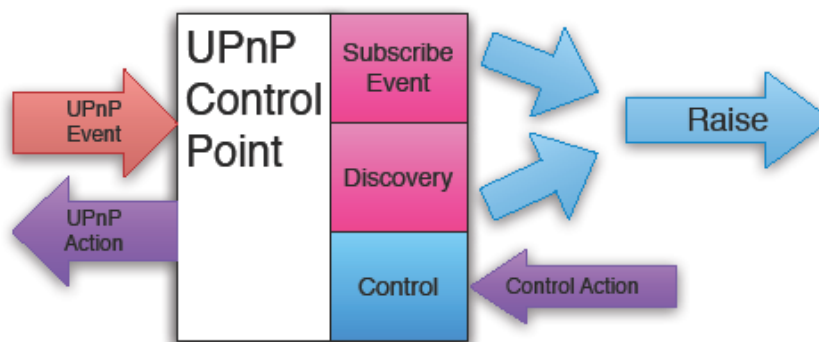 UPnP
Control
Point
Subscribe
Event
Discovery
Control
UPnP
Event
UPnP
Action
Raise
Control Action